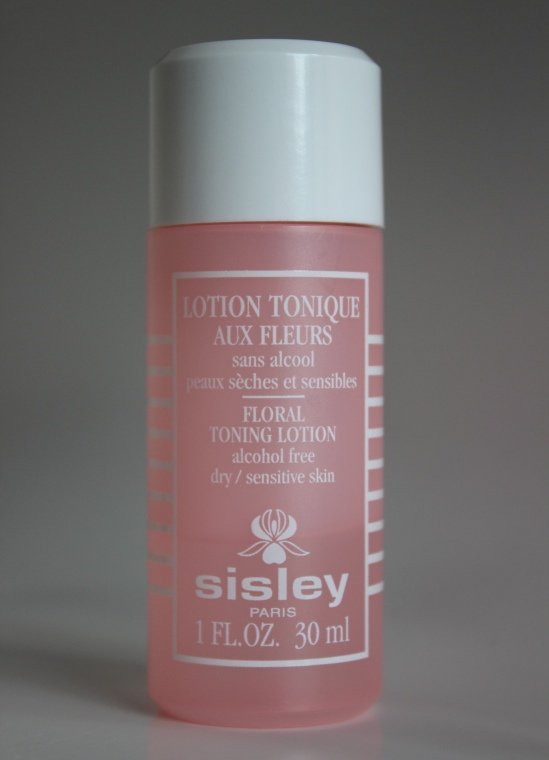 LOTION TONIQUE
AUX FLEURS
sans alcool
peaux sèches et sensibles
FLORAL
TONING LOTION
alcohol free
dry / sensitive skin
sisley
PARIS
1 FL.OZ. 30 ml